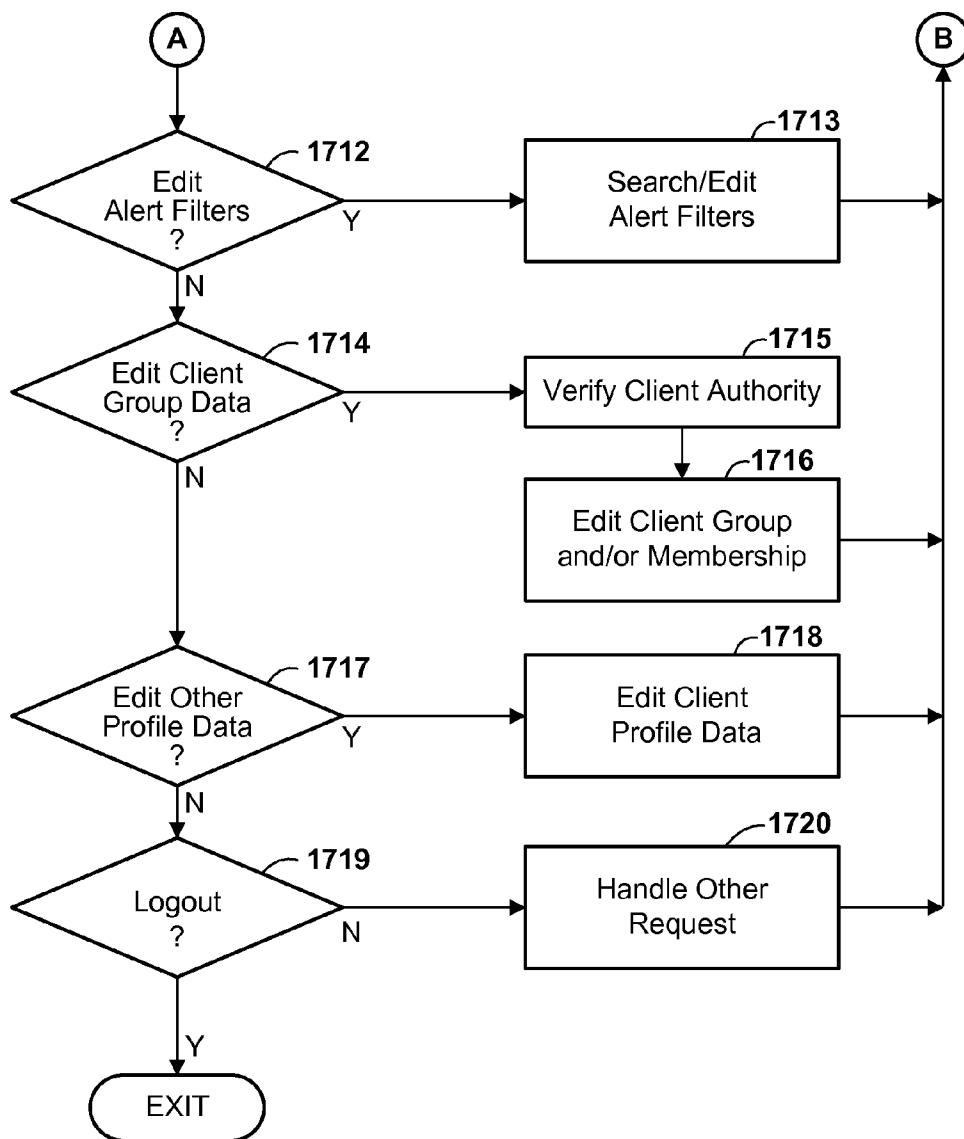 A
B
1712
Edit
Alert Filters
?
Y
N
1713
Search/Edit
Alert Filters
1714
Edit Client
Group Data
?
Y
N
1715
Verify Client Authority
1716
Edit Client Group
and/or Membership
1717
Edit Other
Profile Data
?
Y
N
1718
Edit Client
Profile Data
1719
Logout
?
N
Y
1720
Handle Other
Request
EXIT